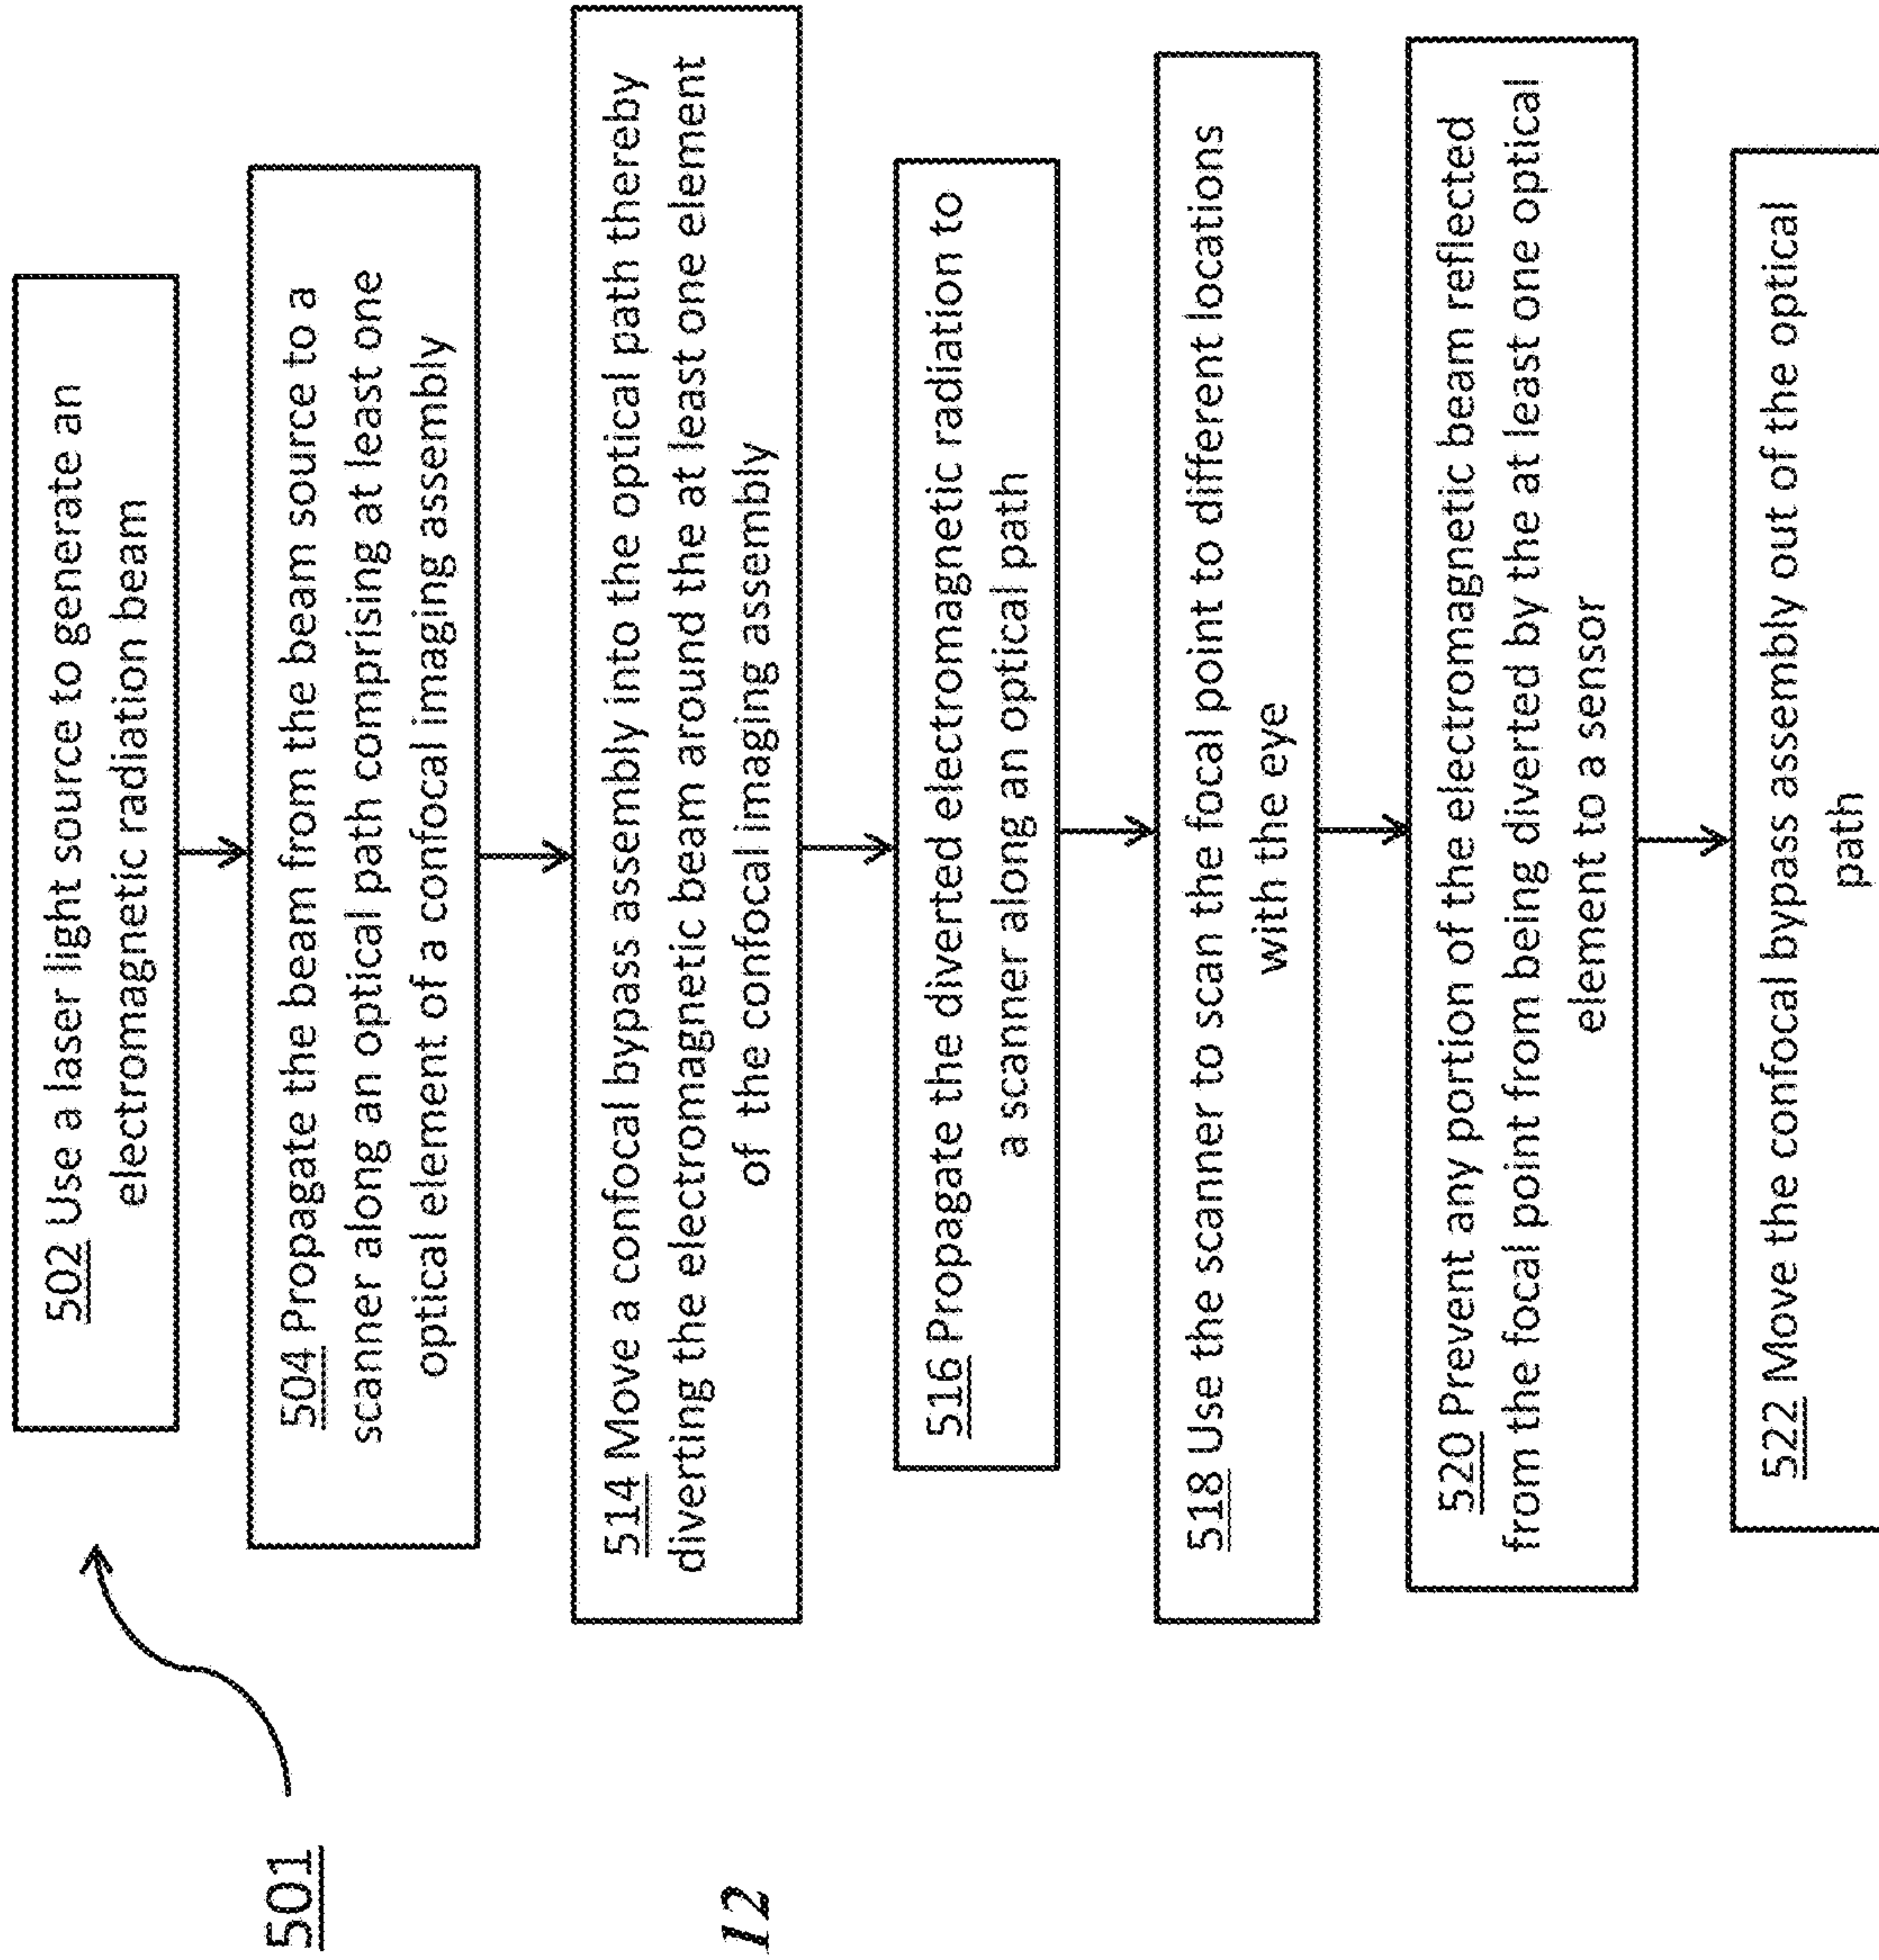 502 Use a laser light source to generate an
electromagnetic radiation beam
504 Propagate the beam from the beam source to a
scanner along an optical path comprising at least one
optical element of a confocal imaging assembly
514 Move a confocal bypass assembly into the optical path thereby
diverting the electromagnetic beam around the at least one element
of the confocal imaging assembly
516 Propagate the diverted electromagnetic radiation to
a scanner along an optical path
518 Use the scanner to scan the focal point to different locations
with the eye
520 Prevent any portion of the electromagnetic beam reflected
from the focal point from being diverted by the at least one optical
element to a sensor
522 Move the confocal bypass assembly out of the optical
path
501
12